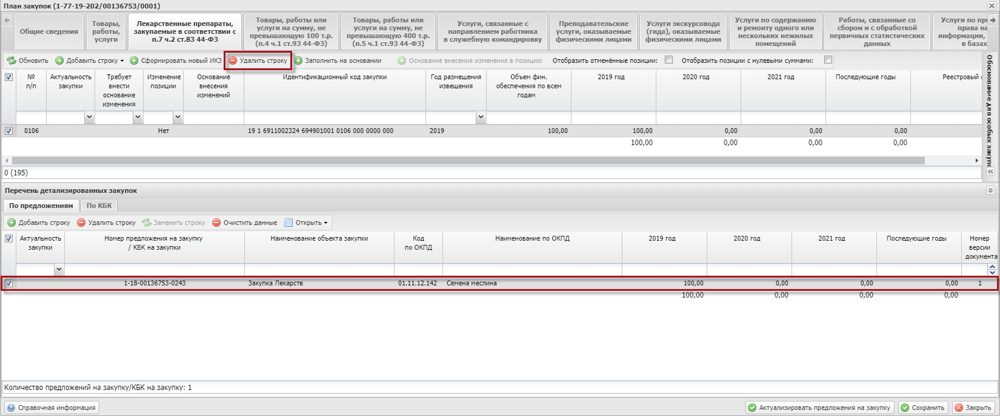 План закупок (1-77-19-202/00136753/0001)
Общие сведения
Товары,
работы,
услуги
Лекарственные препараты,
закупаемые в соответствии с
п.7 ч.2 ст.83 44-ФЗ
Товары, работы или
услуги на сумму, не
превышающую 100 т.р.
(п.4 ч.1 ст.93 44-ФЗ)
Товары, работы или
услуги на сумму, не
превышающую 400 т.р.
(п.5 ч.1 ст.93 44-ФЗ)
Услуги, связанные с
направлением работника
в служебную командировку
Преподавательские
услуги, оказываемые
физическими лицами
Услуги экскурсовода
(гида), оказываемые
физическими лицами
Услуги по содержанию
и ремонту одного или
нескольких нежилых
помещений
Работы, связанные со
сбором и с обработкой
первичных статистических
данных
Услуги по пре
права на
информации,
в базах
Обновить
Добавить строку
Сформировать новый ИКЗ
Удалить строку
Заполнить на основании
Основание внесения изменения в позицию
Отобразить отменённые позиции:
Отобразить позиции с нулевыми суммами:
Обоснование для особых закупо
№
п/п
Актуальность
закупки
Требует
внести
основание
изменения
Изменение
позиции
Основание
внесения
изменений
Идентификационный код закупки
Год размещения
извещения
Объем фин.
обеспечения по всем
годам
2019 год
2020 год
2021 год
Последующие годы
Реестровый
0106 Нет 19 1 6911002324 694901001 0106 000 0000 000 2019 100,00 100,00 0,00 0,00 0,00
100,00 0,00 0,00 0,00
0 (195)
Перечень детализированных закупок
По предложениям
По КБК
Добавить строку
Удалить строку
Заменить строку
Очистить данные
Открыть
Актуальность
закупки
Номер предложения на закупку
/ КБК на закупки
Наименование объекта закупки
Код
по ОКПД
Наименование по ОКПД
2019 год
2020 год
2021 год
Последующие годы
Номер
версии
документа
1-18-00136753-0243 Закупка Лекарств 01.11.12.142 Семена меслина 100,00 0,00 0,00 0,00 1
100,00 0,00 0,00 0,00
Количество предложений на закупку/КБК на закупку: 1
Справочная информация
Актуализировать предложения на закупку
Сохранить
Закрыть